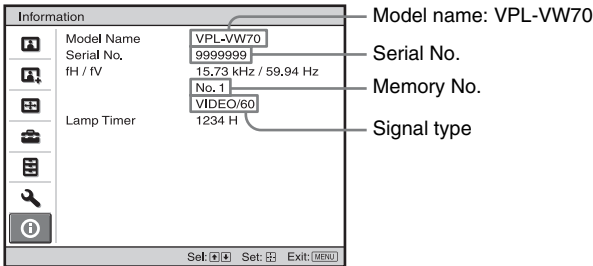 Information
Model Name VPL-VW70
Serial No. 9999999
fH / fV 15.73 kHz / 59.94 Hz
No. 1
VIDEO/60
Lamp Timer 1234 H
Sel: Set: Exit: MENU
Model name: VPL-VW70
Serial No.
Memory No.
Signal type